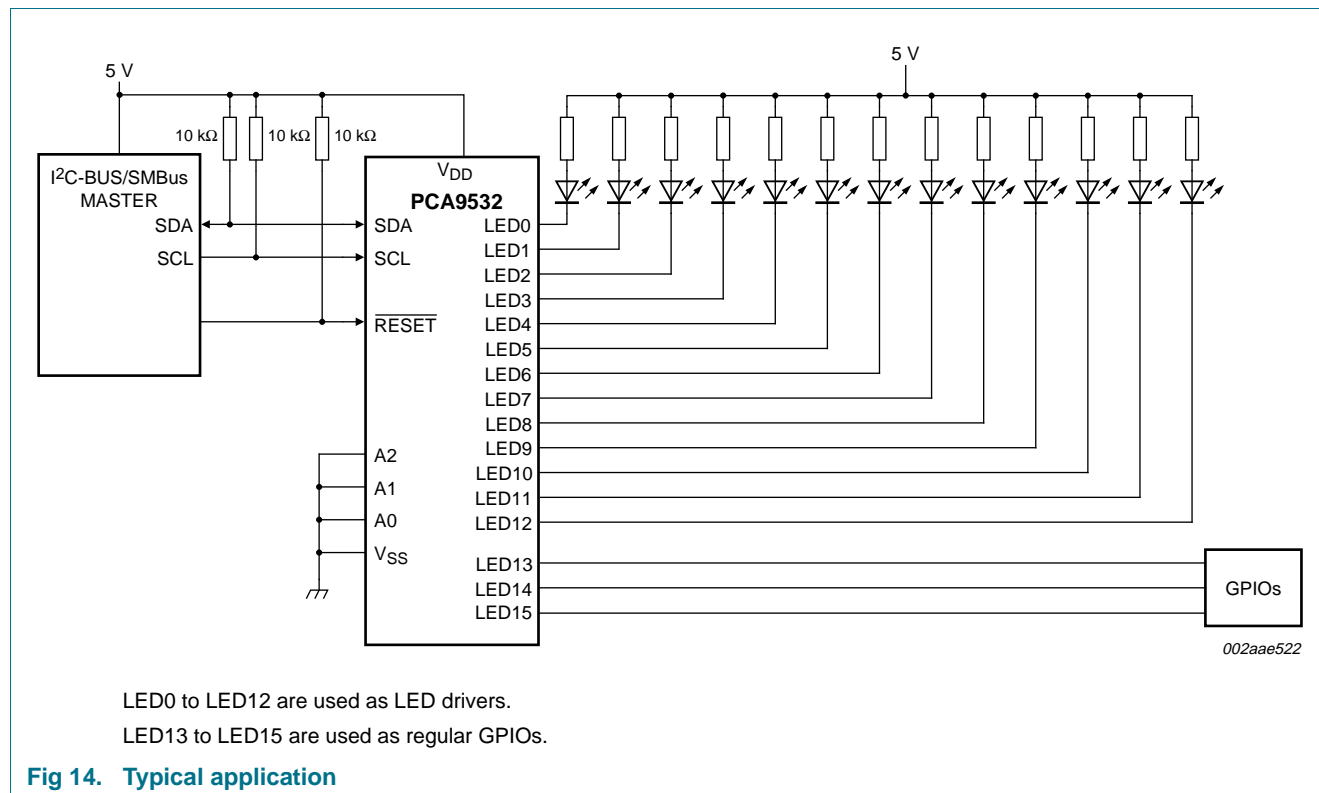 5 V
5 V
10 kΩ
10 kΩ
I²C-BUS/SMBus
MASTER
SDA
SCL
VDD
PCA9532
SDA
SCL
RESET
A2
A1
A0
VSS
LED0
LED1
LED2
LED3
LED4
LED5
LED6
LED7
LED8
LED9
LED10
LED11
LED12
LED13
LED14
LED15
GPIOs
002aae522
LED0 to LED12 are used as LED drivers.
LED13 to LED15 are used as regular GPIOs.
Fig 14. Typical application